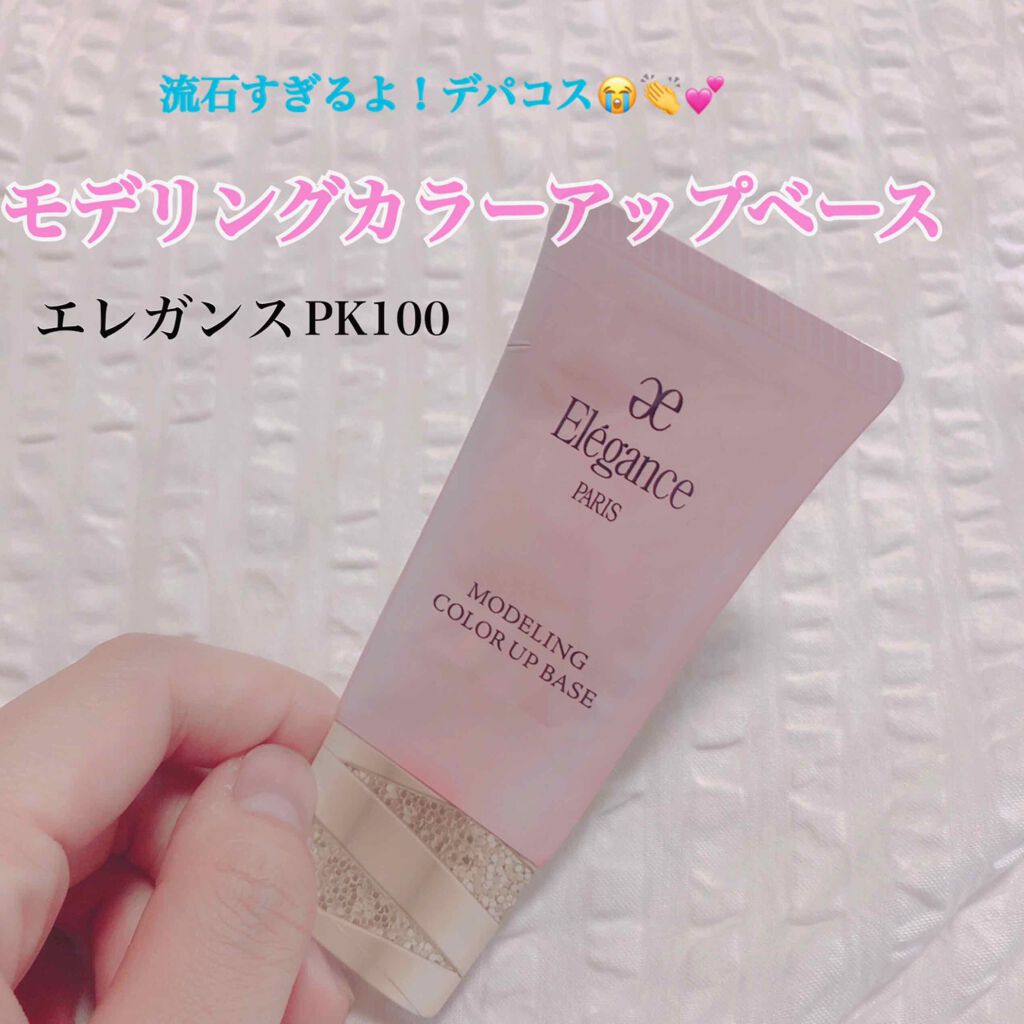 流石すぎるよ！デパコス😭👏💕
モデリングカラーアップベース
エレガンスPK100
æ
Elégance
PARIS
MODELING
COLOR UP BASE